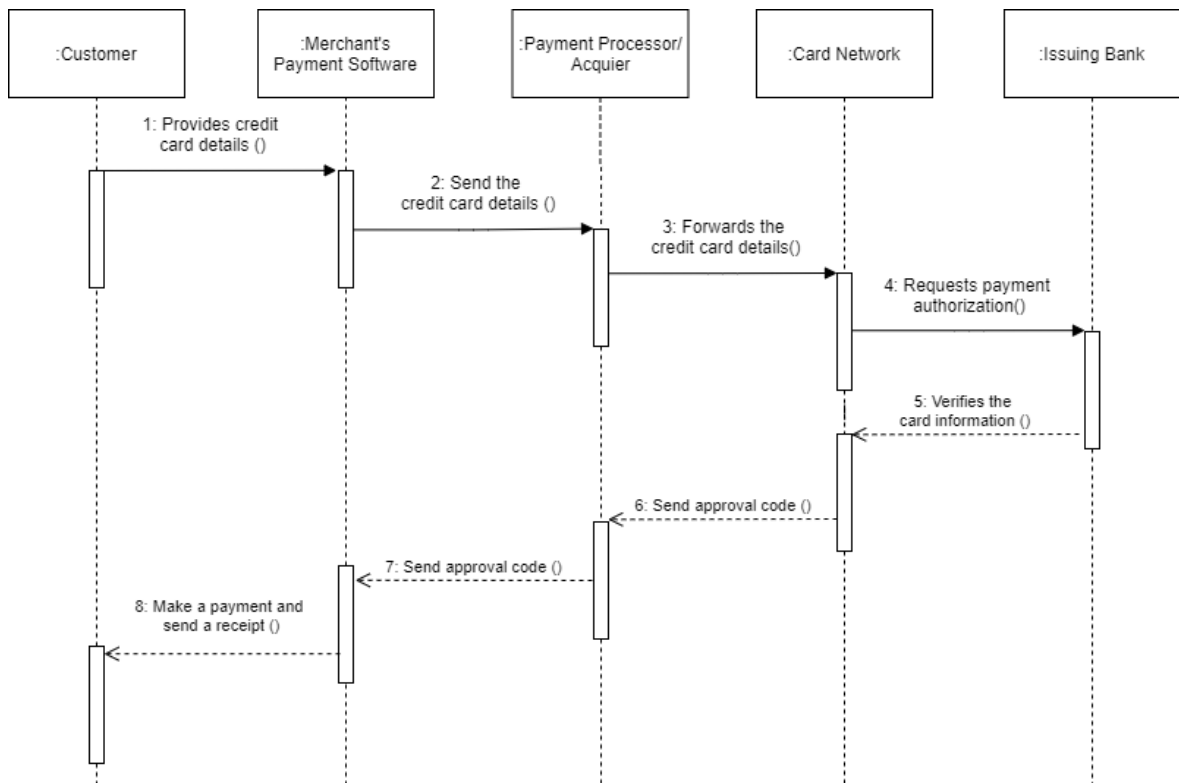 :Customer
:Merchant's
Payment Software
:Payment Processor/
Acquier
:Card Network
:Issuing Bank
1: Provides credit
card details ()
2: Send the
credit card details ()
3: Forwards the
credit card details()
4: Requests payment
authorization()
5: Verifies the
card information ()
6: Send approval code ()
7: Send approval code ()
8: Make a payment and
send a receipt ()